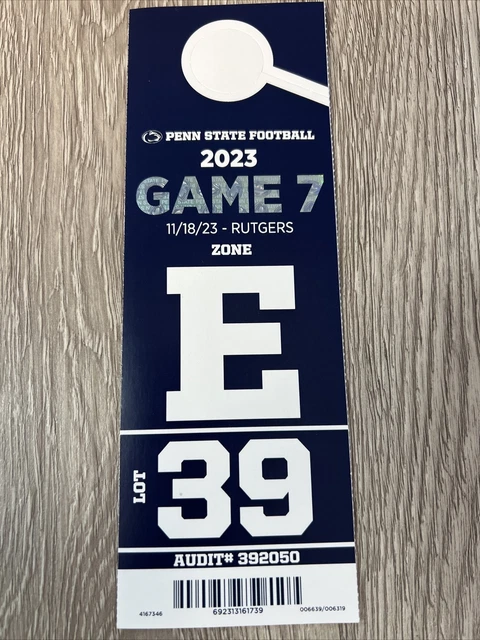 PENN STATE FOOTBALL
2023
GAME 7
11/18/23 - RUTGERS
ZONE
E
LOT
39
AUDIT# 392050
4167346
692313161739
006639/006319